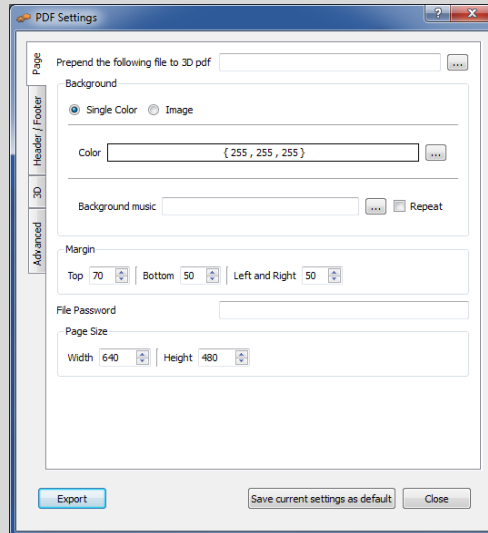 PDF Settings
Page
Header / Footer
3D
Advanced
Prepend the following file to 3D pdf ...
Background
Single Color Image
Color { 255 , 255 , 255 } ...
Background music ... Repeat
Margin
Top 70 Bottom 50 Left and Right 50
File Password
Page Size
Width 640 Height 480
Export Save current settings as default Close